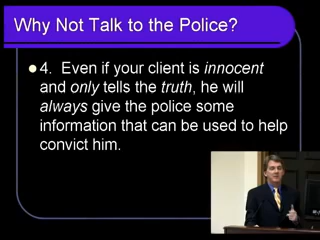 Why Not Talk to the Police?
4. Even if your client is innocent
and only tells the truth, he will
always give the police some
information that can be used to help
convict him.